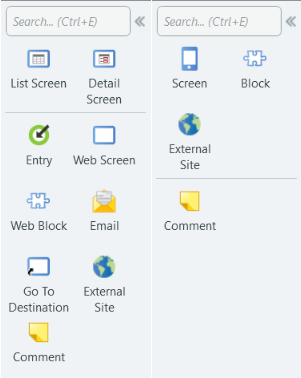 Search... (Ctrl+E)
List Screen
Detail
Screen
Entry
Web Screen
Web Block
Email
Go To
Destination
External
Site
Comment
Search... (Ctrl+E)
Screen
Block
External
Site
Comment